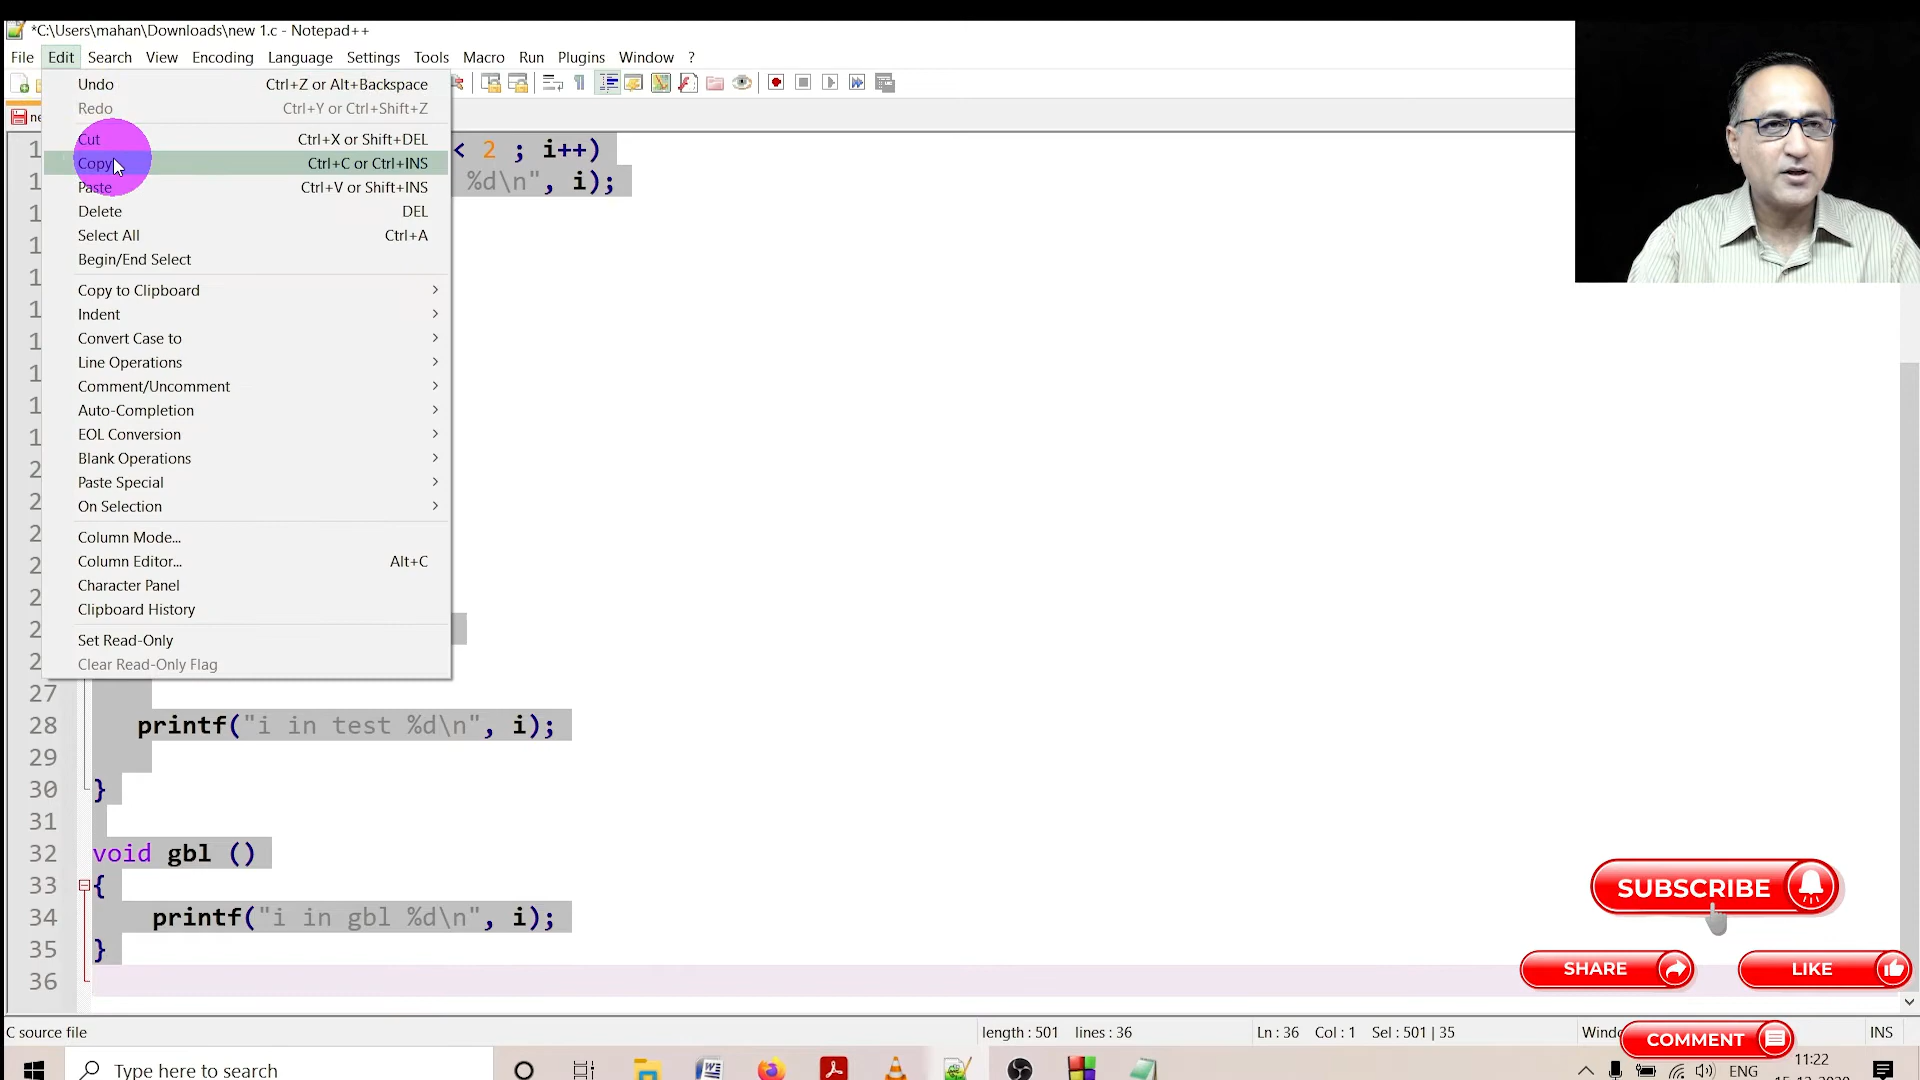 *C:\Users\mahan\Downloads\new 1.c - Notepad++
File Edit Search View Encoding Language Settings Tools Macro Run Plugins Window ?
Undo Ctrl+Z or Alt+Backspace
Redo Ctrl+Y or Ctrl+Shift+Z
Cut Ctrl+X or Shift+DEL
Copy Ctrl+C or Ctrl+INS
Paste Ctrl+V or Shift+INS
Delete DEL
Select All Ctrl+A
Begin/End Select
Copy to Clipboard
Indent
Convert Case to
Line Operations
Comment/Uncomment
Auto-Completion
EOL Conversion
Blank Operations
Paste Special
On Selection
Column Mode...
Column Editor... Alt+C
Character Panel
Clipboard History
Set Read-Only
Clear Read-Only Flag
< 2 ; i++)
%d\n", i);
27
28 printf("i in test %d\n", i);
29
30 }
31
32 void gbl ()
33 {
34 printf("i in gbl %d\n", i);
35 }
36
SUBSCRIBE
SHARE LIKE
COMMENT
C source file length : 501 lines : 36 Ln : 36 Col : 1 Sel : 501 | 35 INS
Type here to search ENG 11:22